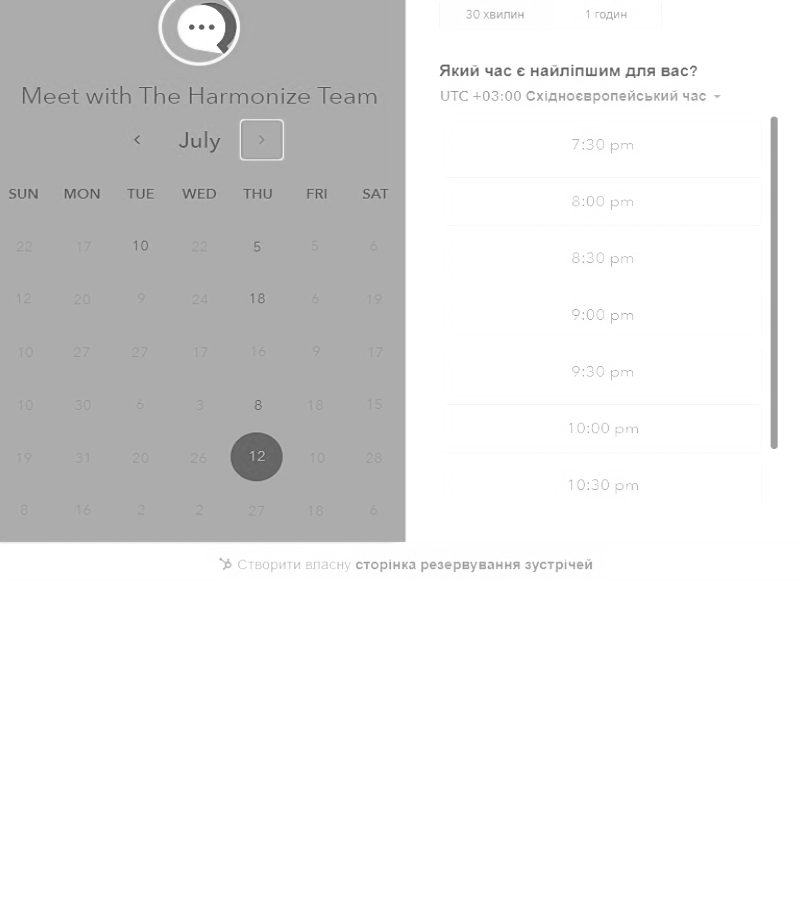 30 хвилин 1 годин
Який час є найліпшим для вас?
Meet with The Harmonize Team
UTC +03:00 Східноєвропейський час
July
7:30 pm
SUN MON TUE WED THU FRI SAT
8:00 pm
22 17 10 22 5 5 6
8:30 pm
12 20 9 24 18 6 19
9:00 pm
10 27 27 17 16 9 17
9:30 pm
10 30 6 3 8 18 15
10:00 pm
19 31 20 26 12 10 28
10:30 pm
8 16 2 2 27 18 6
Створити власну сторінка резервування зустрічей